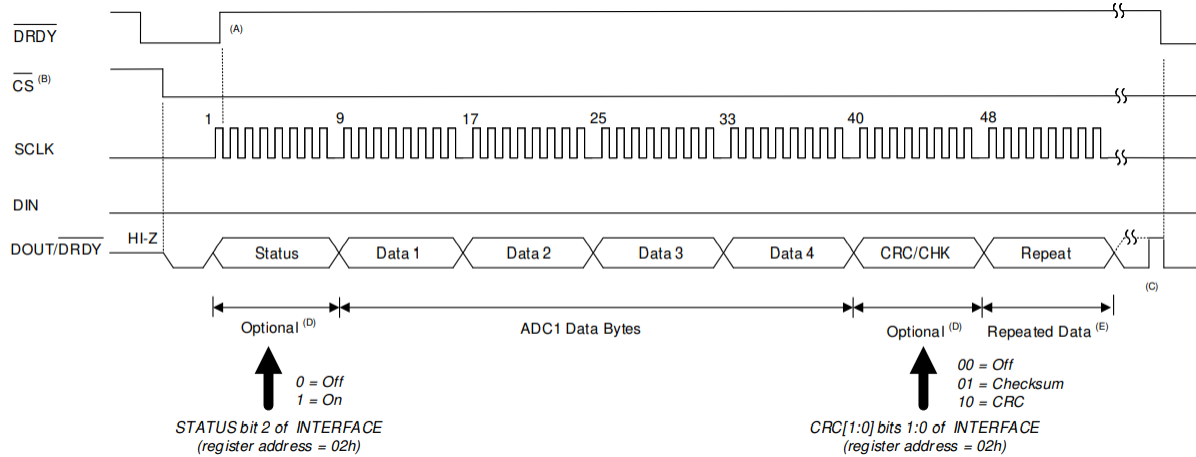 DRDY (A)
CS (B)
1 9 17 25 33 40 48
SCLK
DIN
HI-Z
DOUT/DRDY Status Data 1 Data 2 Data 3 Data 4 CRC/CHK Repeat
(C)
Optional (D) ADC1 Data Bytes Optional (D) Repeated Data (E)
0 = Off
1 = On
00 = Off
01 = Checksum
10 = CRC
STATUS bit 2 of INTERFACE
(register address = 02h)
CRC[1:0] bits 1:0 of INTERFACE
(register address = 02h)